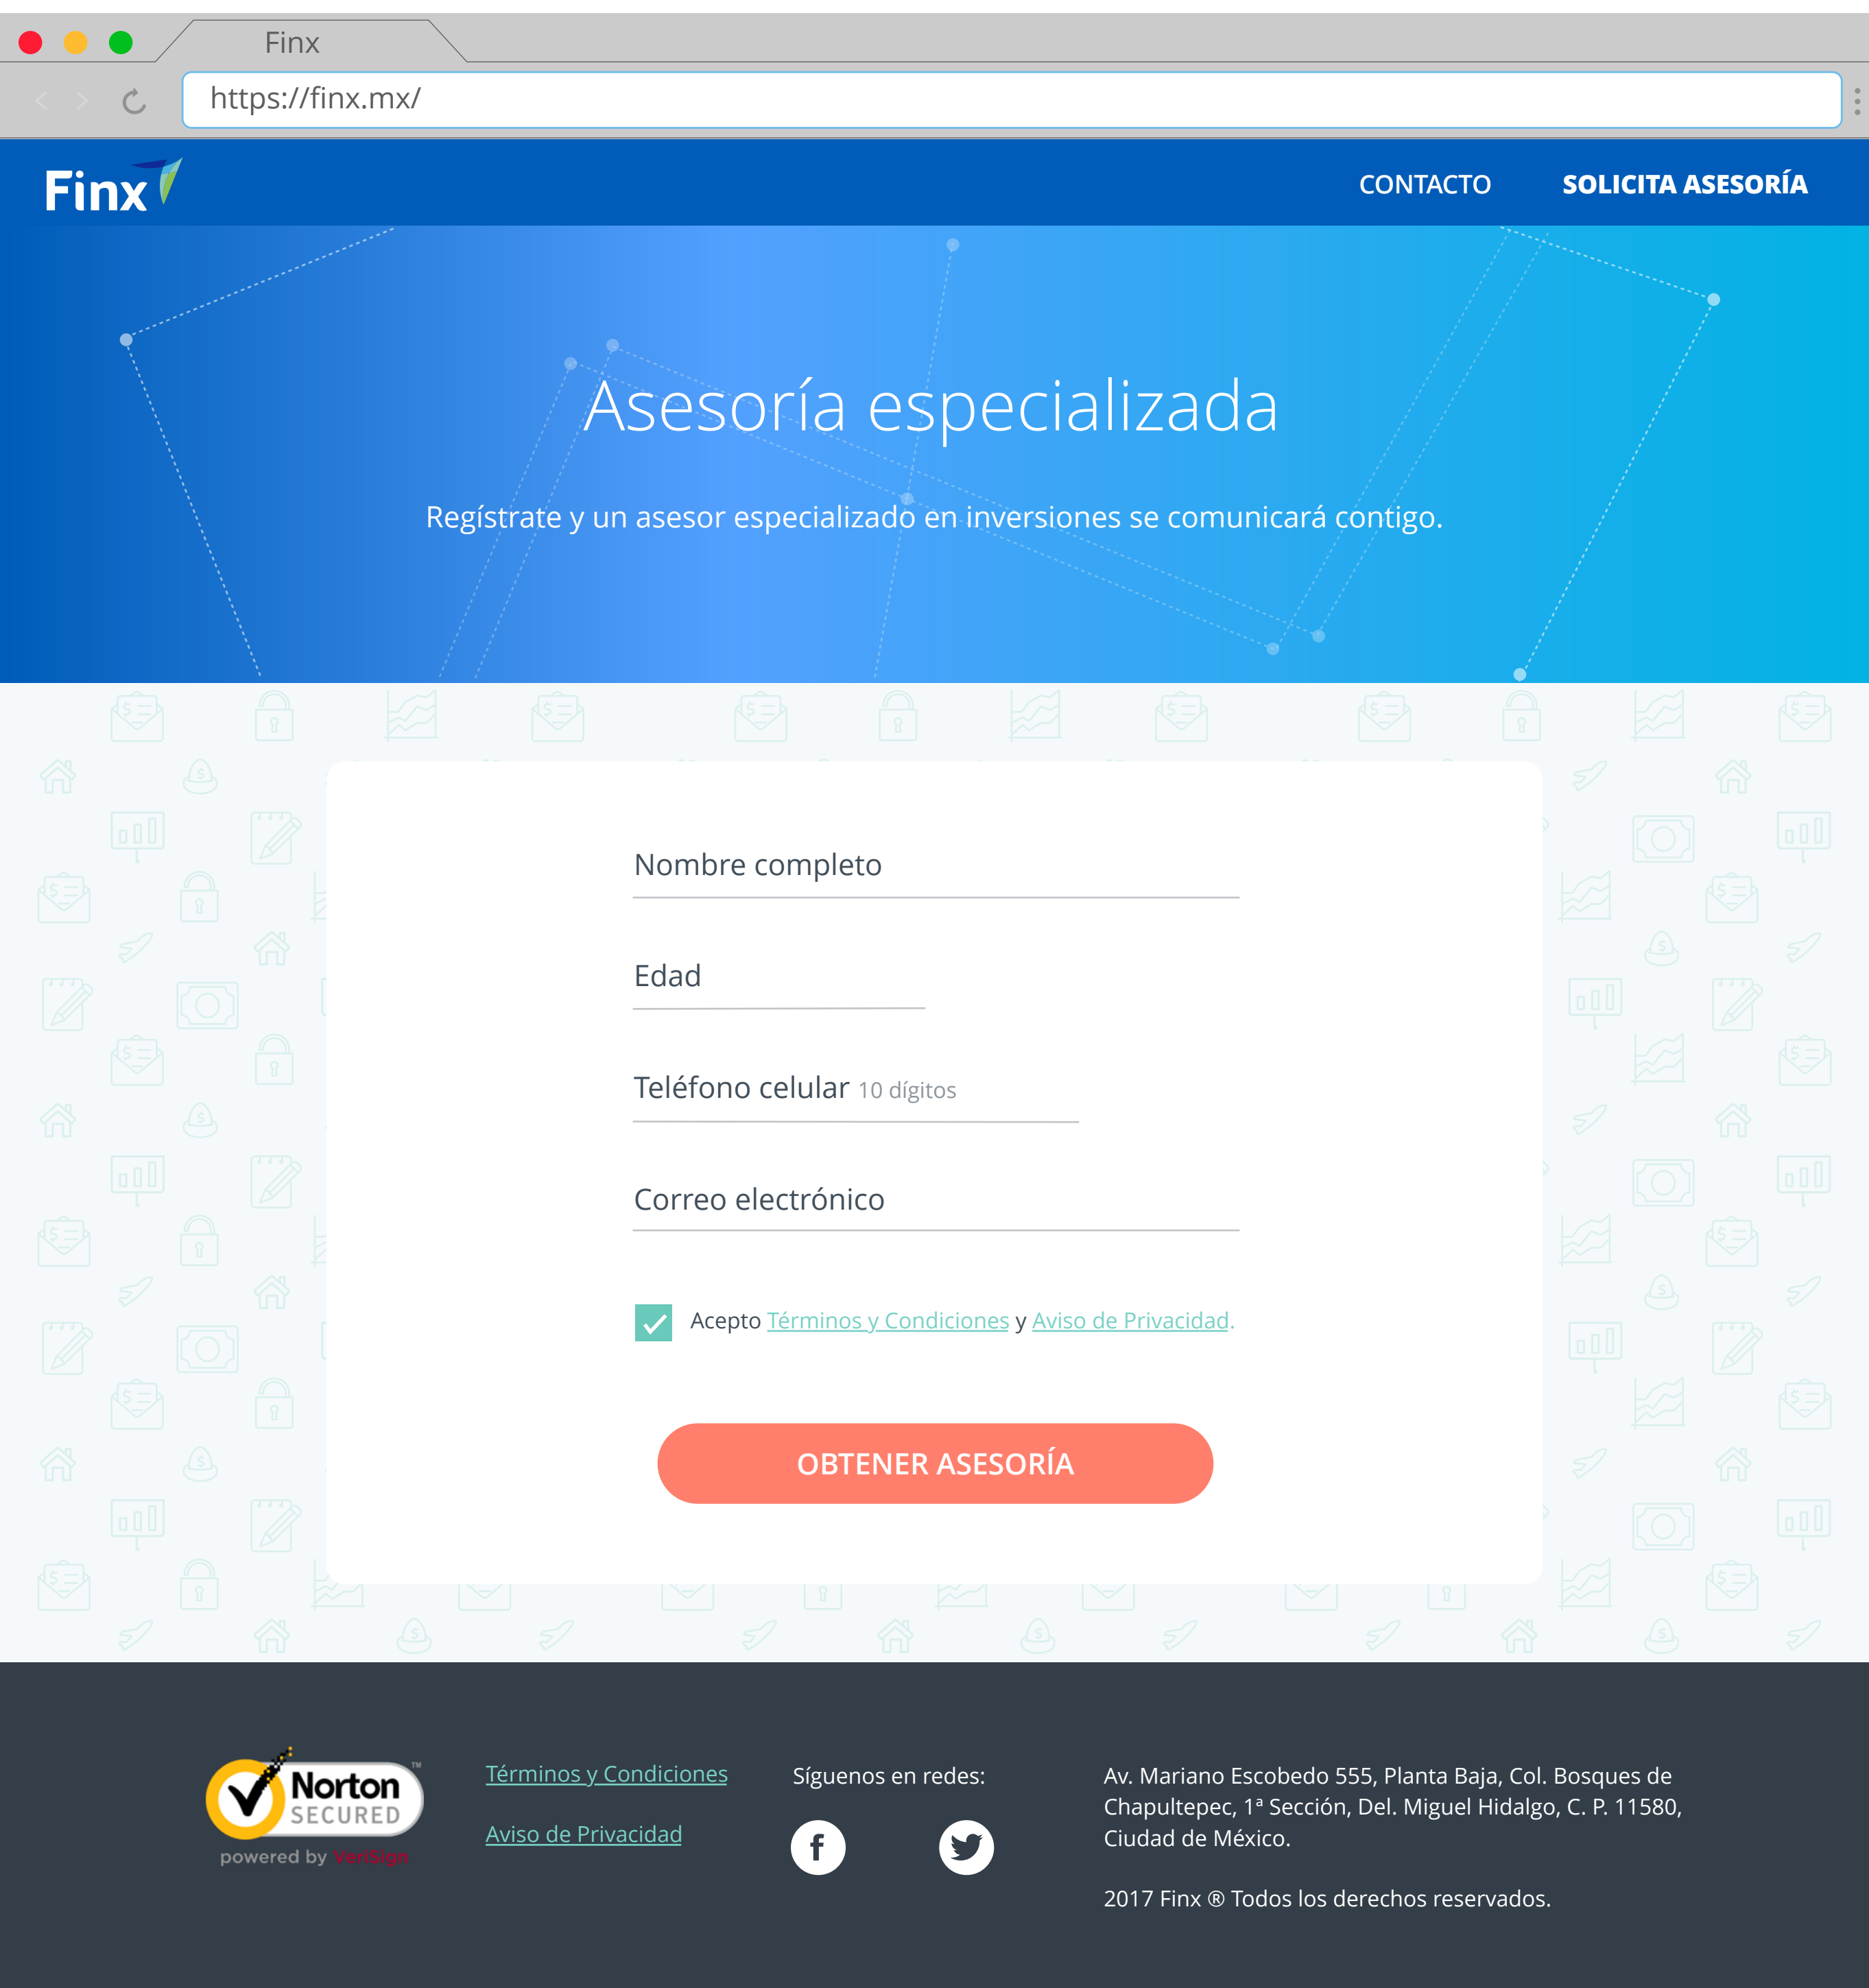 Finx
https://finx.mx/
Finx
CONTACTO
SOLICITA ASESORÍA
Asesoría especializada
Regístrate y un asesor especializado en inversiones se comunicará contigo.
Nombre completo
Edad
Teléfono celular 10 dígitos
Correo electrónico
Acepto Términos y Condiciones y Aviso de Privacidad.
OBTENER ASESORÍA
Norton™
SECURED
powered by VeriSign
Términos y Condiciones
Aviso de Privacidad
Síguenos en redes:
Av. Mariano Escobedo 555, Planta Baja, Col. Bosques de
Chapultepec, 1ª Sección, Del. Miguel Hidalgo, C. P. 11580,
Ciudad de México.
2017 Finx ® Todos los derechos reservados.